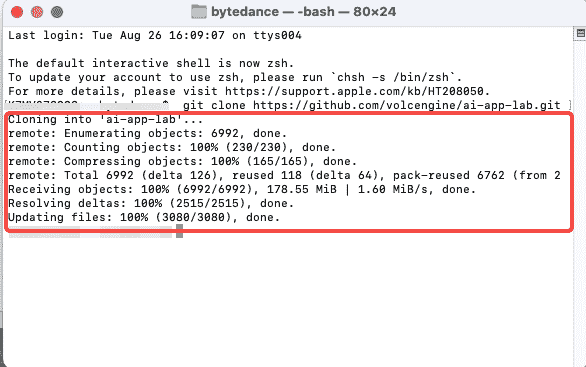 bytedance — -bash — 80×24
Last login: Tue Aug 26 16:09:07 on ttys004
The default interactive shell is now zsh.
To update your account to use zsh, please run `chsh -s /bin/zsh`.
For more details, please visit https://support.apple.com/kb/HT208050.
$ git clone https://github.com/volcengine/ai-app-lab.git
Cloning into 'ai-app-lab'...
remote: Enumerating objects: 6992, done.
remote: Counting objects: 100% (230/230), done.
remote: Compressing objects: 100% (165/165), done.
remote: Total 6992 (delta 126), reused 118 (delta 64), pack-reused 6762 (from 2
Receiving objects: 100% (6992/6992), 178.55 MiB | 1.60 MiB/s, done.
Resolving deltas: 100% (2515/2515), done.
Updating files: 100% (3080/3080), done.